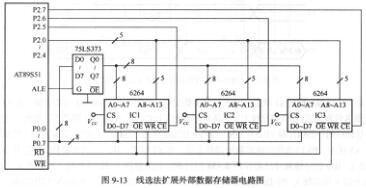 P2.7
P2.6
P2.5
P2.0
~
P2.4
AT89S51
ALE
P0.0
~
P0.7
RD
WR
75LS373
D0 Q0
~ ~
D7 Q7
G OE
5
5
5
8
8
8
8
8
6264
A0~A7 A8~A13
CS IC1
D0~D7 OE WR CE
Vcc
6264
A0~A7 A8~A13
CS IC2
D0~D7 OE WR CE
Vcc
6264
A0~A7 A8~A13
CS IC3
D0~D7 OE WR CE
Vcc
图 9-13 线选法扩展外部数据存储器电路图